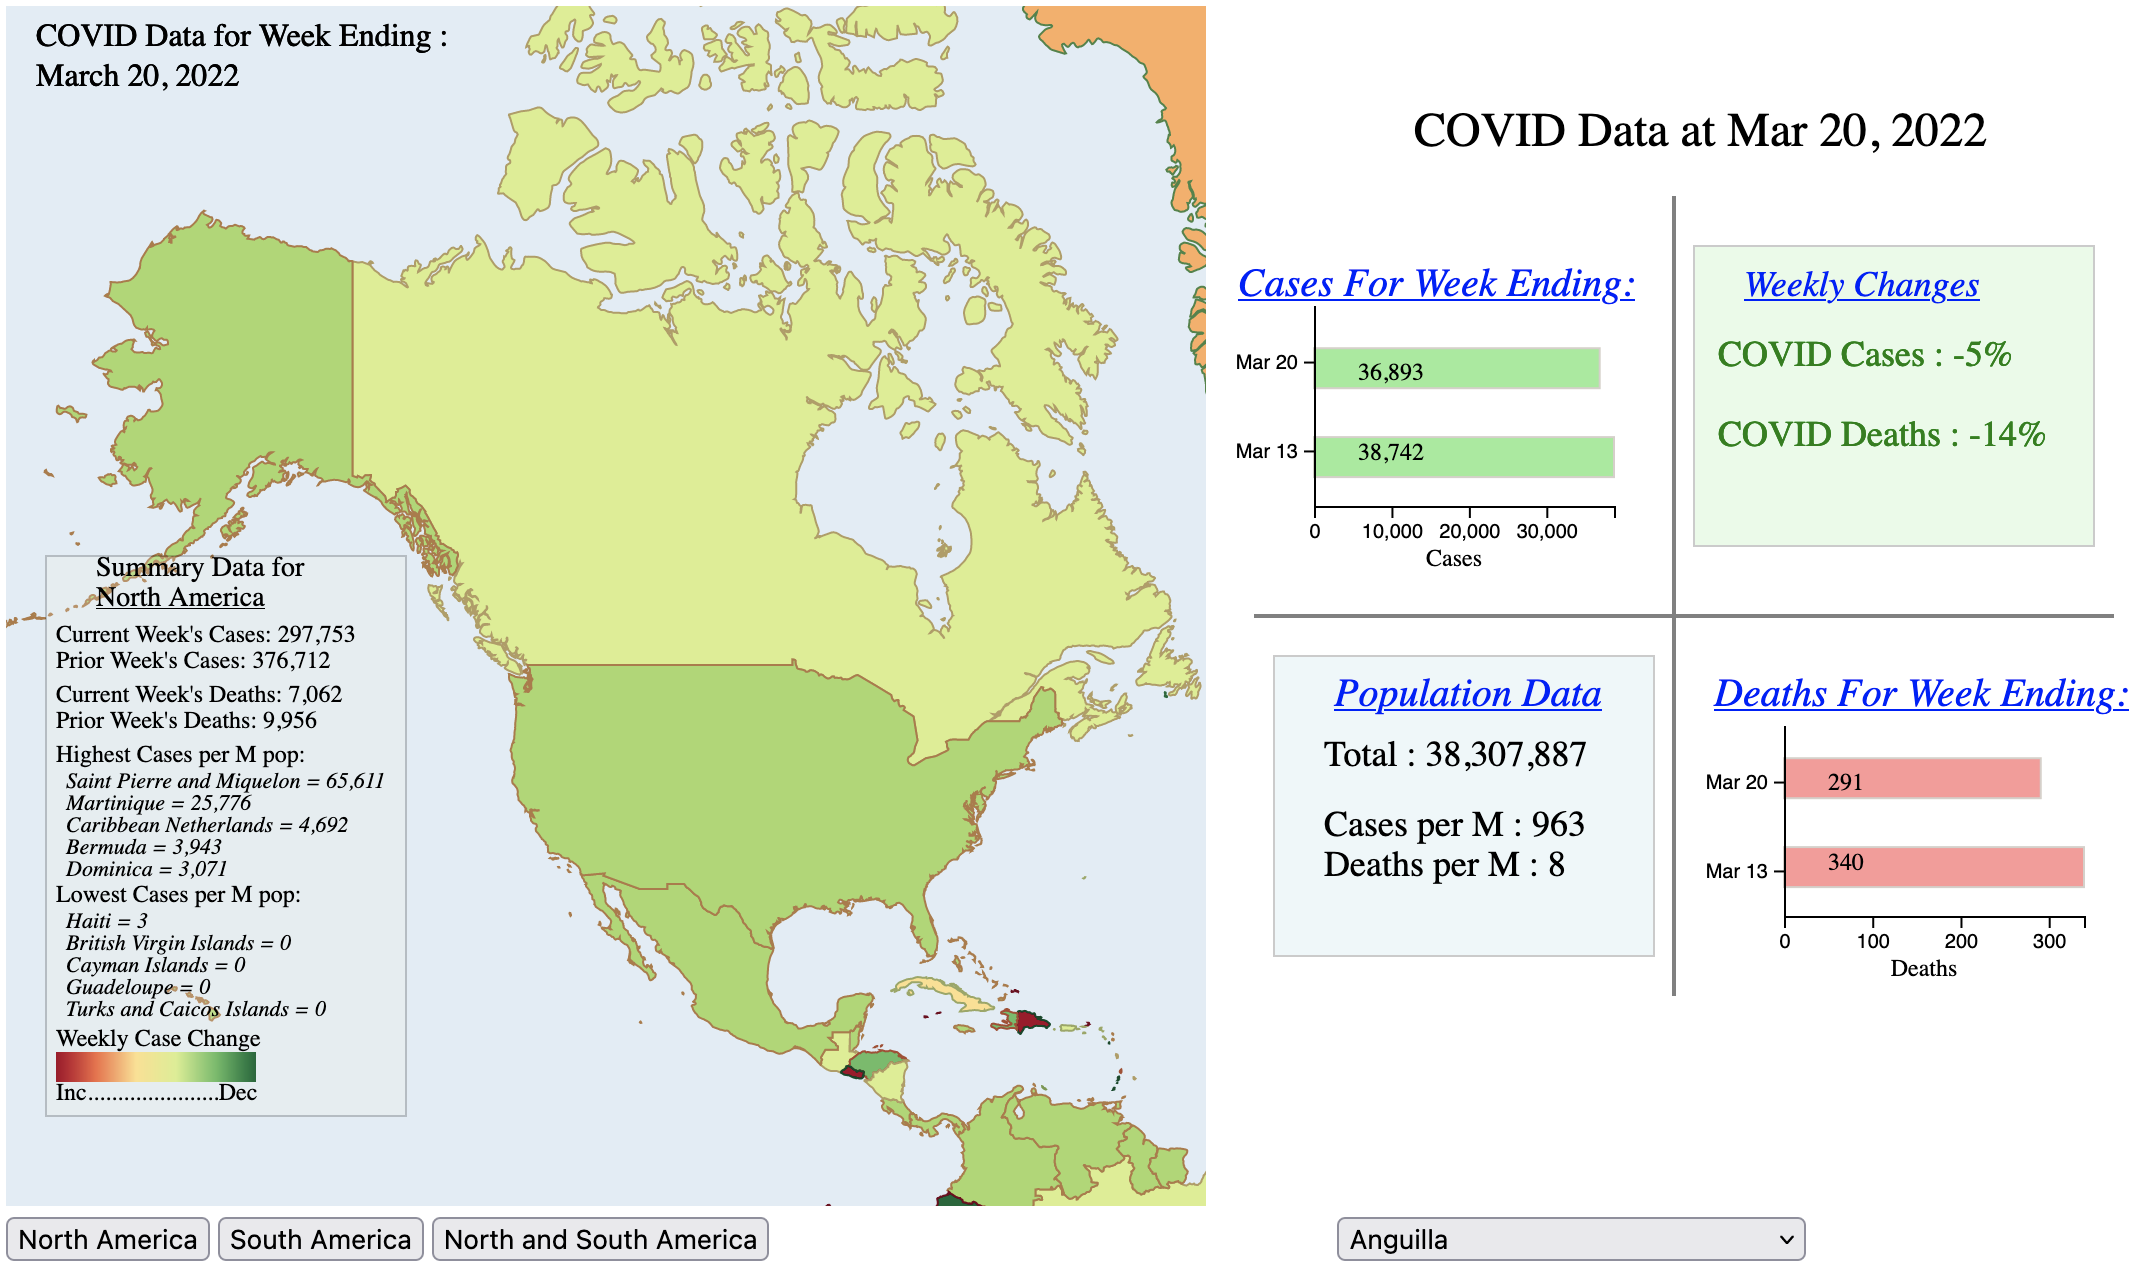 COVID Data for Week Ending :
March 20, 2022
Summary Data for
North America
Current Week's Cases: 297,753
Prior Week's Cases: 376,712
Current Week's Deaths: 7,062
Prior Week's Deaths: 9,956
Highest Cases per M pop:
Saint Pierre and Miquelon = 65,611
Martinique = 25,776
Caribbean Netherlands = 4,692
Bermuda = 3,943
Dominica = 3,071
Lowest Cases per M pop:
Haiti = 3
British Virgin Islands = 0
Cayman Islands = 0
Guadeloupe = 0
Turks and Caicos Islands = 0
Weekly Case Change
Inc......................Dec
North America
South America
North and South America
COVID Data at Mar 20, 2022
Cases For Week Ending:
Mar 20
36,893
Mar 13
38,742
0 10,000 20,000 30,000
Cases
Weekly Changes
COVID Cases : -5%
COVID Deaths : -14%
Population Data
Total : 38,307,887
Cases per M : 963
Deaths per M : 8
Deaths For Week Ending:
Mar 20
291
Mar 13
340
0 100 200 300
Deaths
Anguilla